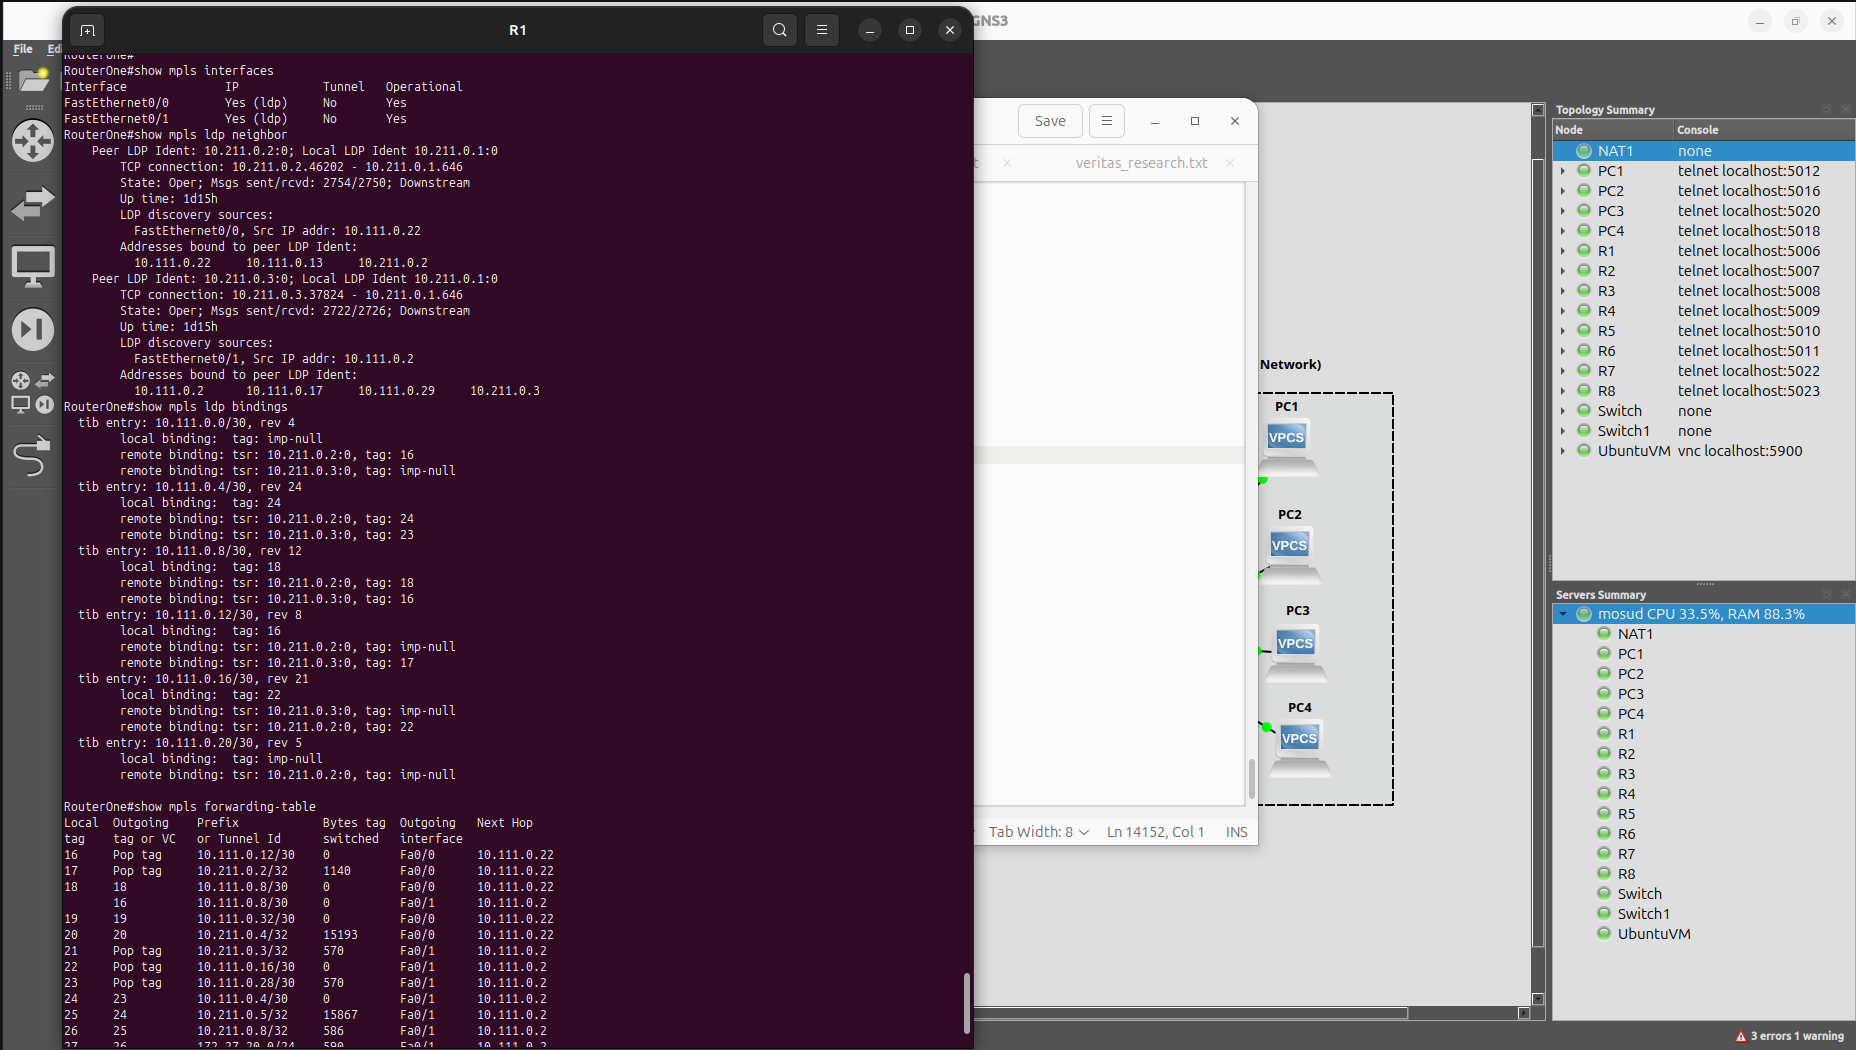 R1
GNS3
File Edi
RouterOne#
RouterOne#show mpls interfaces
Interface IP Tunnel Operational
FastEthernet0/0 Yes (ldp) No Yes
FastEthernet0/1 Yes (ldp) No Yes
RouterOne#show mpls ldp neighbor
Peer LDP Ident: 10.211.0.2:0; Local LDP Ident 10.211.0.1:0
TCP connection: 10.211.0.2.46202 - 10.211.0.1.646
State: Oper; Msgs sent/rcvd: 2754/2750; Downstream
Up time: 1d15h
LDP discovery sources:
FastEthernet0/0, Src IP addr: 10.111.0.22
Addresses bound to peer LDP Ident:
10.111.0.22 10.111.0.13 10.211.0.2
Peer LDP Ident: 10.211.0.3:0; Local LDP Ident 10.211.0.1:0
TCP connection: 10.211.0.3.37824 - 10.211.0.1.646
State: Oper; Msgs sent/rcvd: 2722/2726; Downstream
Up time: 1d15h
LDP discovery sources:
FastEthernet0/1, Src IP addr: 10.111.0.2
Addresses bound to peer LDP Ident:
10.111.0.2 10.111.0.17 10.111.0.29 10.211.0.3
RouterOne#show mpls ldp bindings
tib entry: 10.111.0.0/30, rev 4
local binding: tag: imp-null
remote binding: tsr: 10.211.0.2:0, tag: 16
remote binding: tsr: 10.211.0.3:0, tag: imp-null
tib entry: 10.111.0.4/30, rev 24
local binding: tag: 24
remote binding: tsr: 10.211.0.2:0, tag: 24
remote binding: tsr: 10.211.0.3:0, tag: 23
tib entry: 10.111.0.8/30, rev 12
local binding: tag: 18
remote binding: tsr: 10.211.0.2:0, tag: 18
remote binding: tsr: 10.211.0.3:0, tag: 16
tib entry: 10.111.0.12/30, rev 8
local binding: tag: 16
remote binding: tsr: 10.211.0.2:0, tag: imp-null
remote binding: tsr: 10.211.0.3:0, tag: 17
tib entry: 10.111.0.16/30, rev 21
local binding: tag: 22
remote binding: tsr: 10.211.0.3:0, tag: imp-null
remote binding: tsr: 10.211.0.2:0, tag: 22
tib entry: 10.111.0.20/30, rev 5
local binding: tag: imp-null
remote binding: tsr: 10.211.0.2:0, tag: imp-null
RouterOne#show mpls forwarding-table
Local Outgoing Prefix Bytes tag Outgoing Next Hop
tag tag or VC or Tunnel Id switched interface
16 Pop tag 10.111.0.12/30 0 Fa0/0 10.111.0.22
17 Pop tag 10.211.0.2/32 1140 Fa0/0 10.111.0.22
18 18 10.111.0.8/30 0 Fa0/0 10.111.0.22
16 10.111.0.8/30 0 Fa0/1 10.111.0.2
19 19 10.111.0.32/30 0 Fa0/0 10.111.0.22
20 20 10.211.0.4/32 15193 Fa0/0 10.111.0.22
21 Pop tag 10.211.0.3/32 570 Fa0/1 10.111.0.2
22 Pop tag 10.111.0.16/30 0 Fa0/1 10.111.0.2
23 Pop tag 10.111.0.28/30 570 Fa0/1 10.111.0.2
24 23 10.111.0.4/30 0 Fa0/1 10.111.0.2
25 24 10.211.0.5/32 15867 Fa0/1 10.111.0.2
26 25 10.211.0.8/32 586 Fa0/1 10.111.0.2
27 26 172.27.20.0/24 590 Fa0/1 10.111.0.2
Save
t
veritas_research.txt
Tab Width: 8 Ln 14152, Col 1 INS
Network)
PC1
VPCS
PC2
VPCS
PC3
VPCS
PC4
VPCS
Topology Summary
Node Console
NAT1 none
PC1 telnet localhost:5012
PC2 telnet localhost:5016
PC3 telnet localhost:5020
PC4 telnet localhost:5018
R1 telnet localhost:5006
R2 telnet localhost:5007
R3 telnet localhost:5008
R4 telnet localhost:5009
R5 telnet localhost:5010
R6 telnet localhost:5011
R7 telnet localhost:5022
R8 telnet localhost:5023
Switch none
Switch1 none
UbuntuVM vnc localhost:5900
Servers Summary
mosud CPU 33.5%, RAM 88.3%
NAT1
PC1
PC2
PC3
PC4
R1
R2
R3
R4
R5
R6
R7
R8
Switch
Switch1
UbuntuVM
3 errors 1 warning